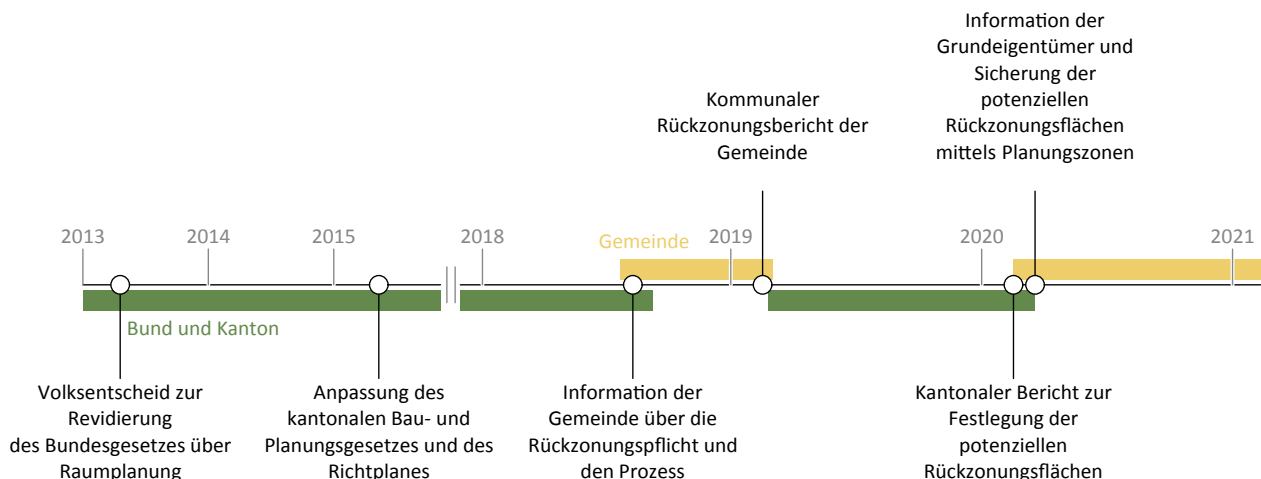 Information der
Grundeigentümer und
Sicherung der
potenziellen
Rückzonungsflächen
mittels Planungszonen
Kommunaler
Rückzonungsbericht der
Gemeinde
2013
2014
2015
2018
Gemeinde
2019
2020
2021
Bund und Kanton
Volksentscheid zur
Revidierung
des Bundesgesetzes über
Raumplanung
Anpassung des
kantonalen Bau- und
Planungsgesetzes und des
Richtplanes
Information der
Gemeinde über die
Rückzonungspflicht und
den Prozess
Kantonaler Bericht zur
Festlegung der
potenziellen
Rückzonungsflächen